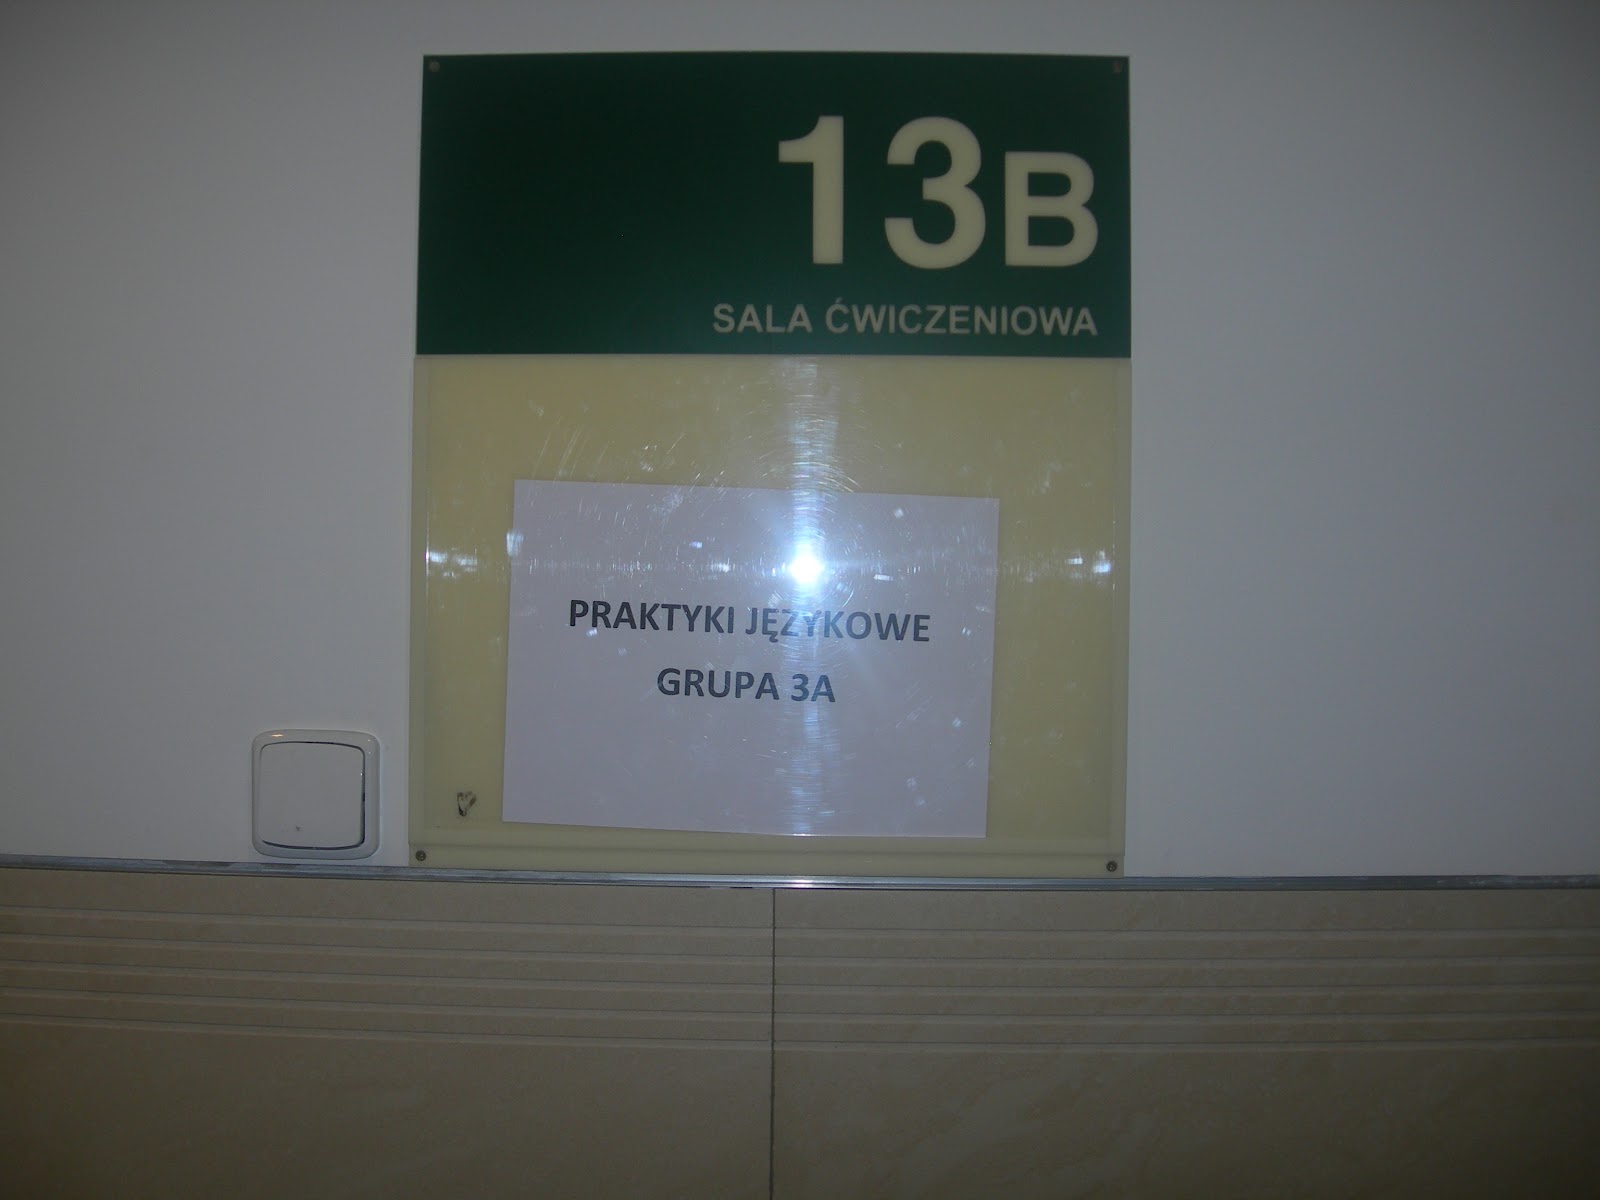 13B
SALA ĆWICZENIOWA
PRAKTYKI JĘZYKOWE
GRUPA 3A